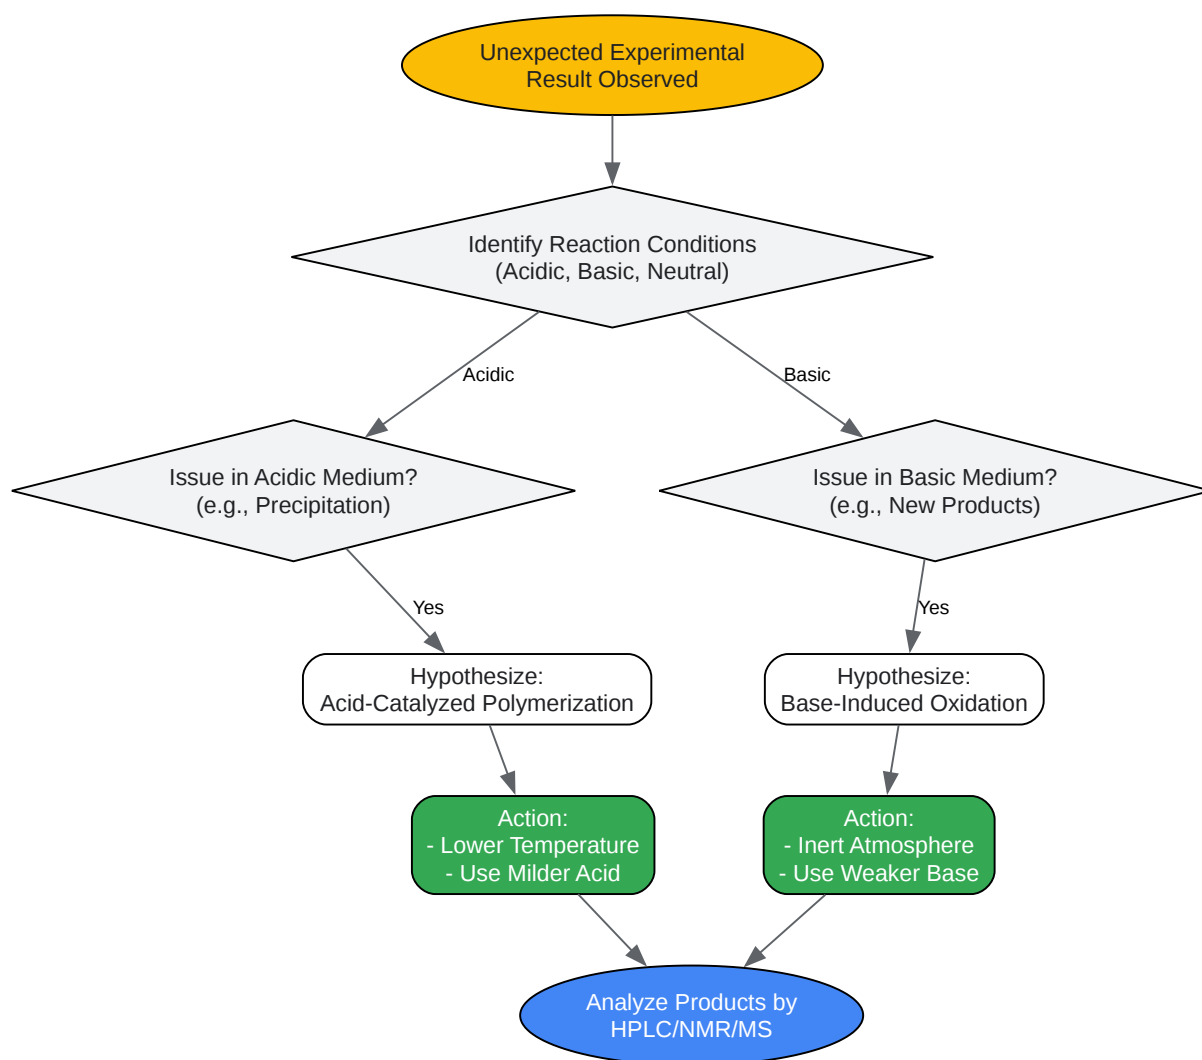 Unexpected Experimental
Result Observed
Identify Reaction Conditions
(Acidic, Basic, Neutral)
Acidic
Basic
Issue in Acidic Medium?
(e.g., Precipitation)
Issue in Basic Medium?
(e.g., New Products)
Yes
Yes
Hypothesize:
Acid-Catalyzed Polymerization
Hypothesize:
Base-Induced Oxidation
Action:
- Lower Temperature
- Use Milder Acid
Action:
- Inert Atmosphere
- Use Weaker Base
Analyze Products by
HPLC/NMR/MS